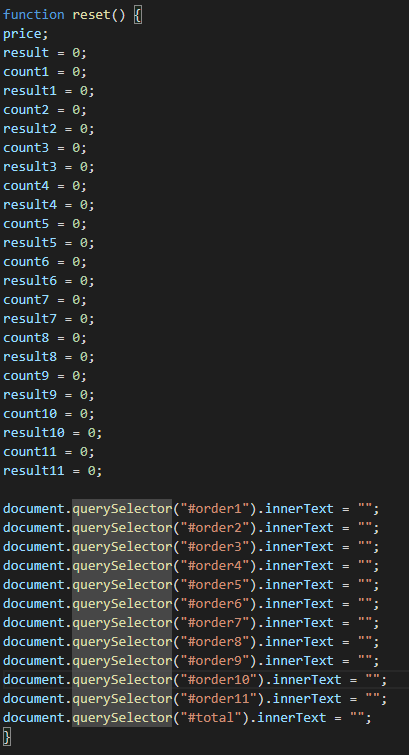 function reset() {
price;
result = 0;
count1 = 0;
result1 = 0;
count2 = 0;
result2 = 0;
count3 = 0;
result3 = 0;
count4 = 0;
result4 = 0;
count5 = 0;
result5 = 0;
count6 = 0;
result6 = 0;
count7 = 0;
result7 = 0;
count8 = 0;
result8 = 0;
count9 = 0;
result9 = 0;
count10 = 0;
result10 = 0;
count11 = 0;
result11 = 0;
document.querySelector("#order1").innerText = "";
document.querySelector("#order2").innerText = "";
document.querySelector("#order3").innerText = "";
document.querySelector("#order4").innerText = "";
document.querySelector("#order5").innerText = "";
document.querySelector("#order6").innerText = "";
document.querySelector("#order7").innerText = "";
document.querySelector("#order8").innerText = "";
document.querySelector("#order9").innerText = "";
document.querySelector("#order10").innerText = "";
document.querySelector("#order11").innerText = "";
document.querySelector("#total").innerText = "";
}